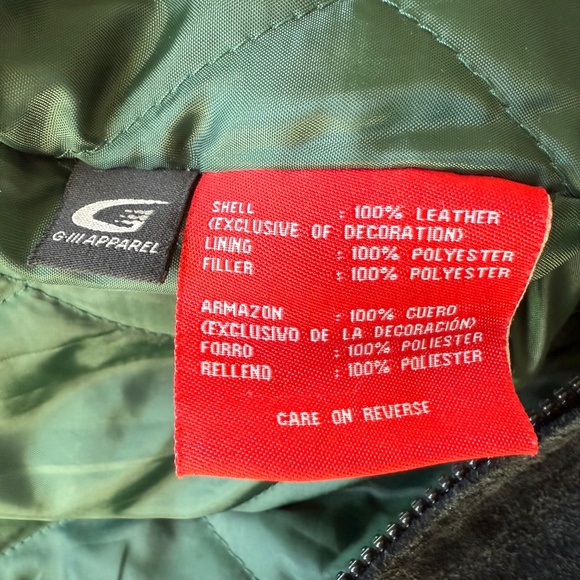 G-III APPAREL
SHELL : 100% LEATHER
(EXCLUSIVE OF DECORATION)
LINING : 100% POLYESTER
FILLER : 100% POLYESTER
ARMAZON : 100% CUERO
(EXCLUSIVO DE LA DECORACIÓN)
FORRO : 100% POLIESTER
RELLENO : 100% POLIESTER
CARE ON REVERSE